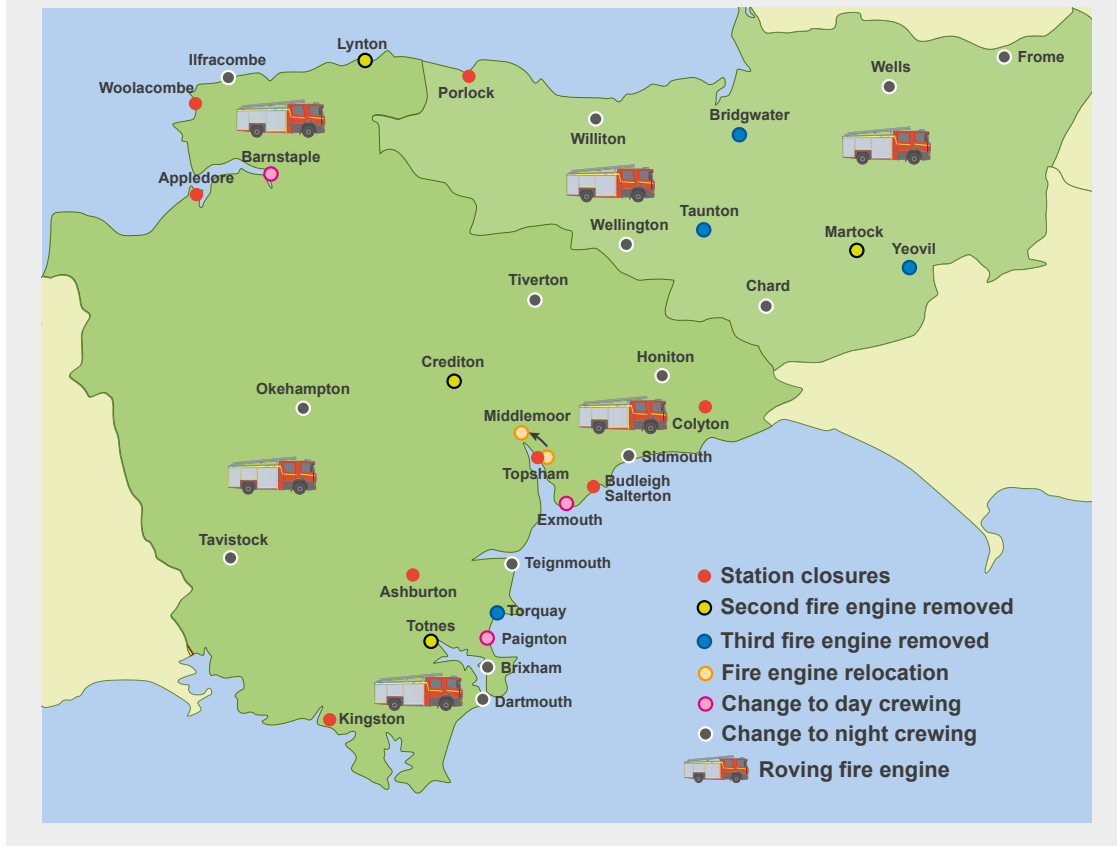 Lynton
Ilfracombe
Frome
Wells
Woolacombe
Porlock
Bridgwater
Williton
Barnstaple
Appledore
Taunton
Wellington
Martock
Yeovil
Tiverton
Chard
Crediton
Honiton
Okehampton
Middlemoor
Colyton
Sidmouth
Topsham
Budleigh
Salterton
Exmouth
Tavistock
Teignmouth
Ashburton
Torquay
Totnes
Paignton
Brixham
Dartmouth
Kingston
Station closures
Second fire engine removed
Third fire engine removed
Fire engine relocation
Change to day crewing
Change to night crewing
Roving fire engine